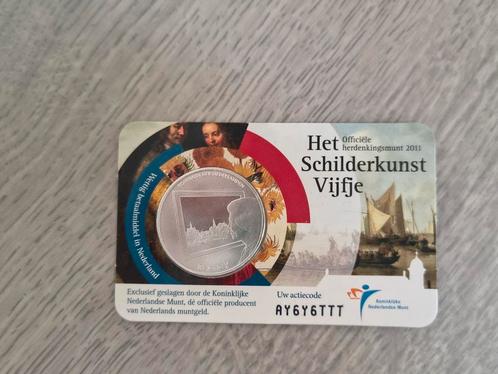 Het
Officiële
herdenkingsmunt 2011
Schilderkunst
Vijfje
Wettig betaalmiddel in Nederland
Exclusief geslagen door de Koninklijke
Nederlandse Munt, dé officiële producent
van Nederlands muntgeld.
Uw actiecode
AY6Y6TTT
Koninklijke
Nederlandse Munt